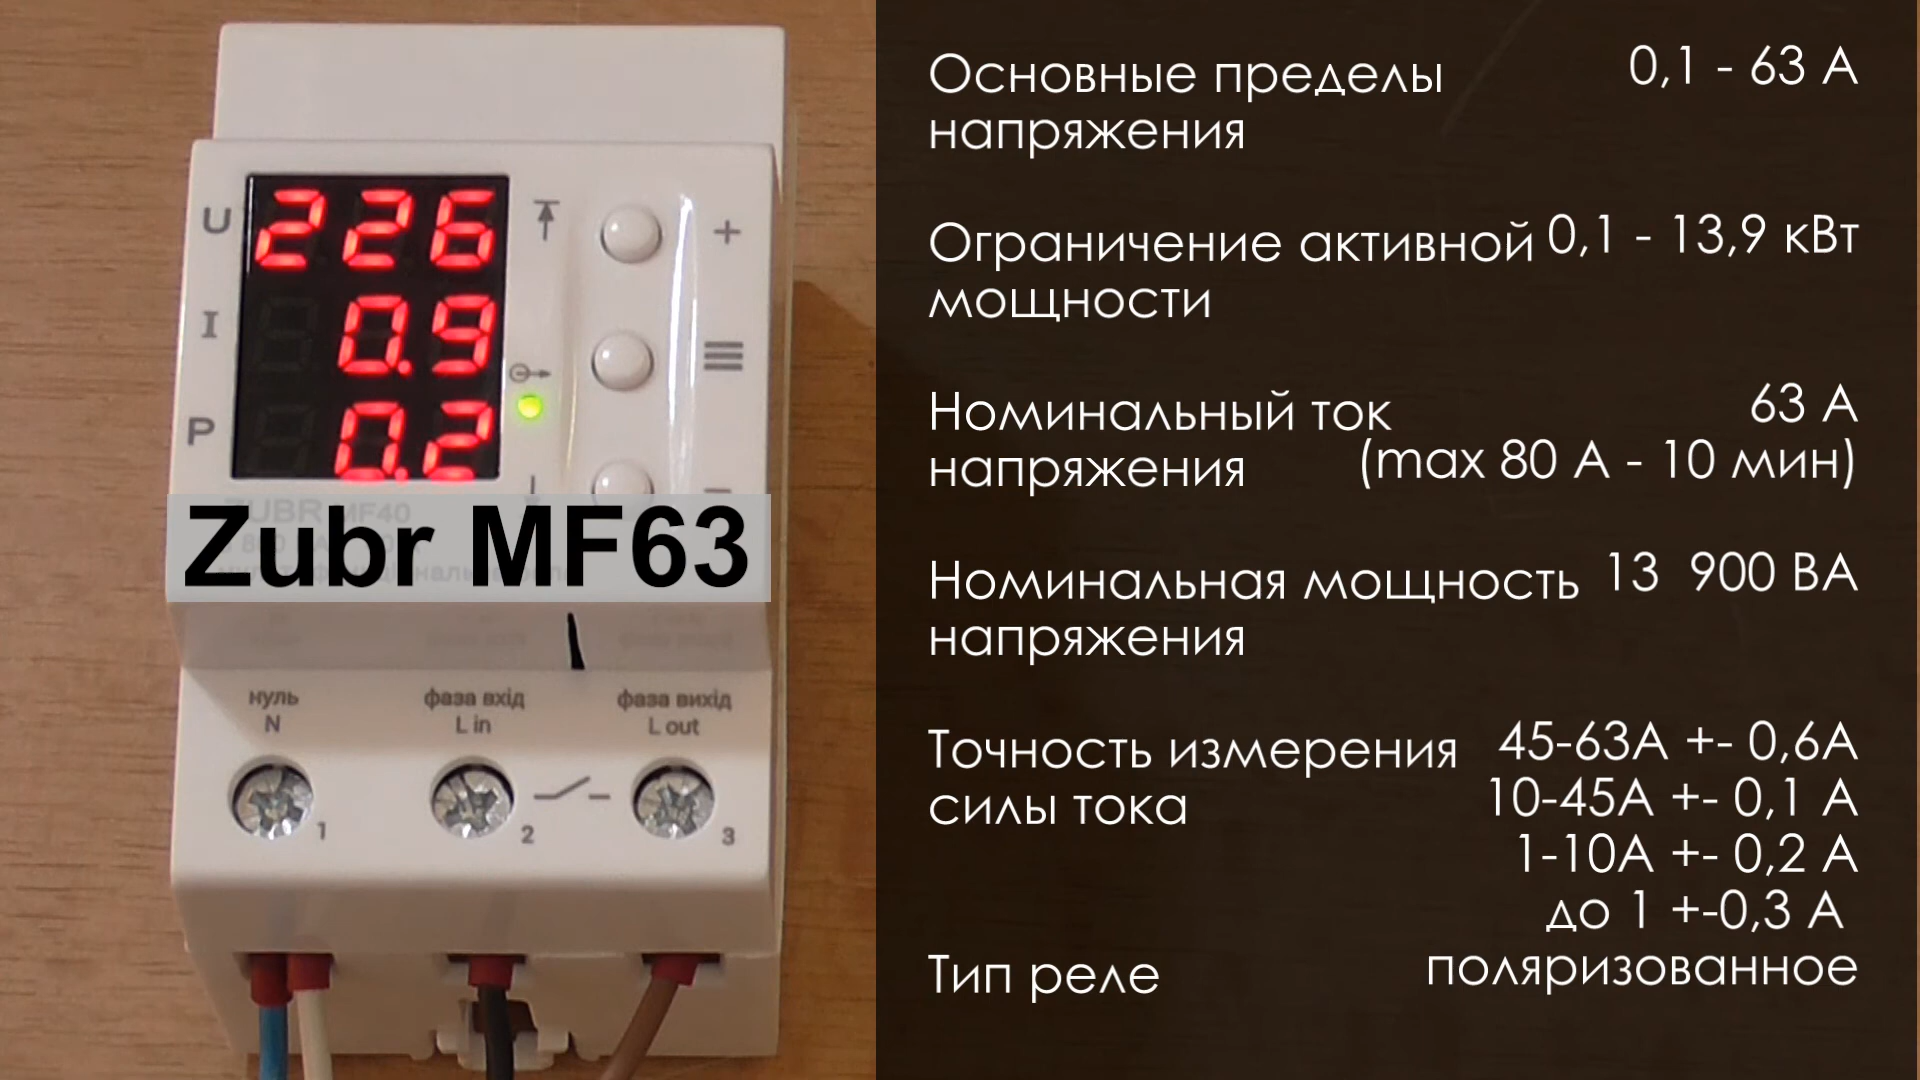 U 226
I 0.9
P 0.2
+
−
ZUBR MF40
Zubr MF63
нуль
N
фаза вхід
L in
фаза вихід
L out
1
2
3
Основные пределы 0,1 - 63 А
напряжения
Ограничение активной 0,1 - 13,9 кВт
мощности
Номинальный ток 63 А
напряжения (max 80 А - 10 мин)
Номинальная мощность 13 900 ВА
напряжения
Точность измерения 45-63А +- 0,6А
силы тока 10-45А +- 0,1 А
1-10А +- 0,2 А
до 1 +-0,3 А
Тип реле поляризованное